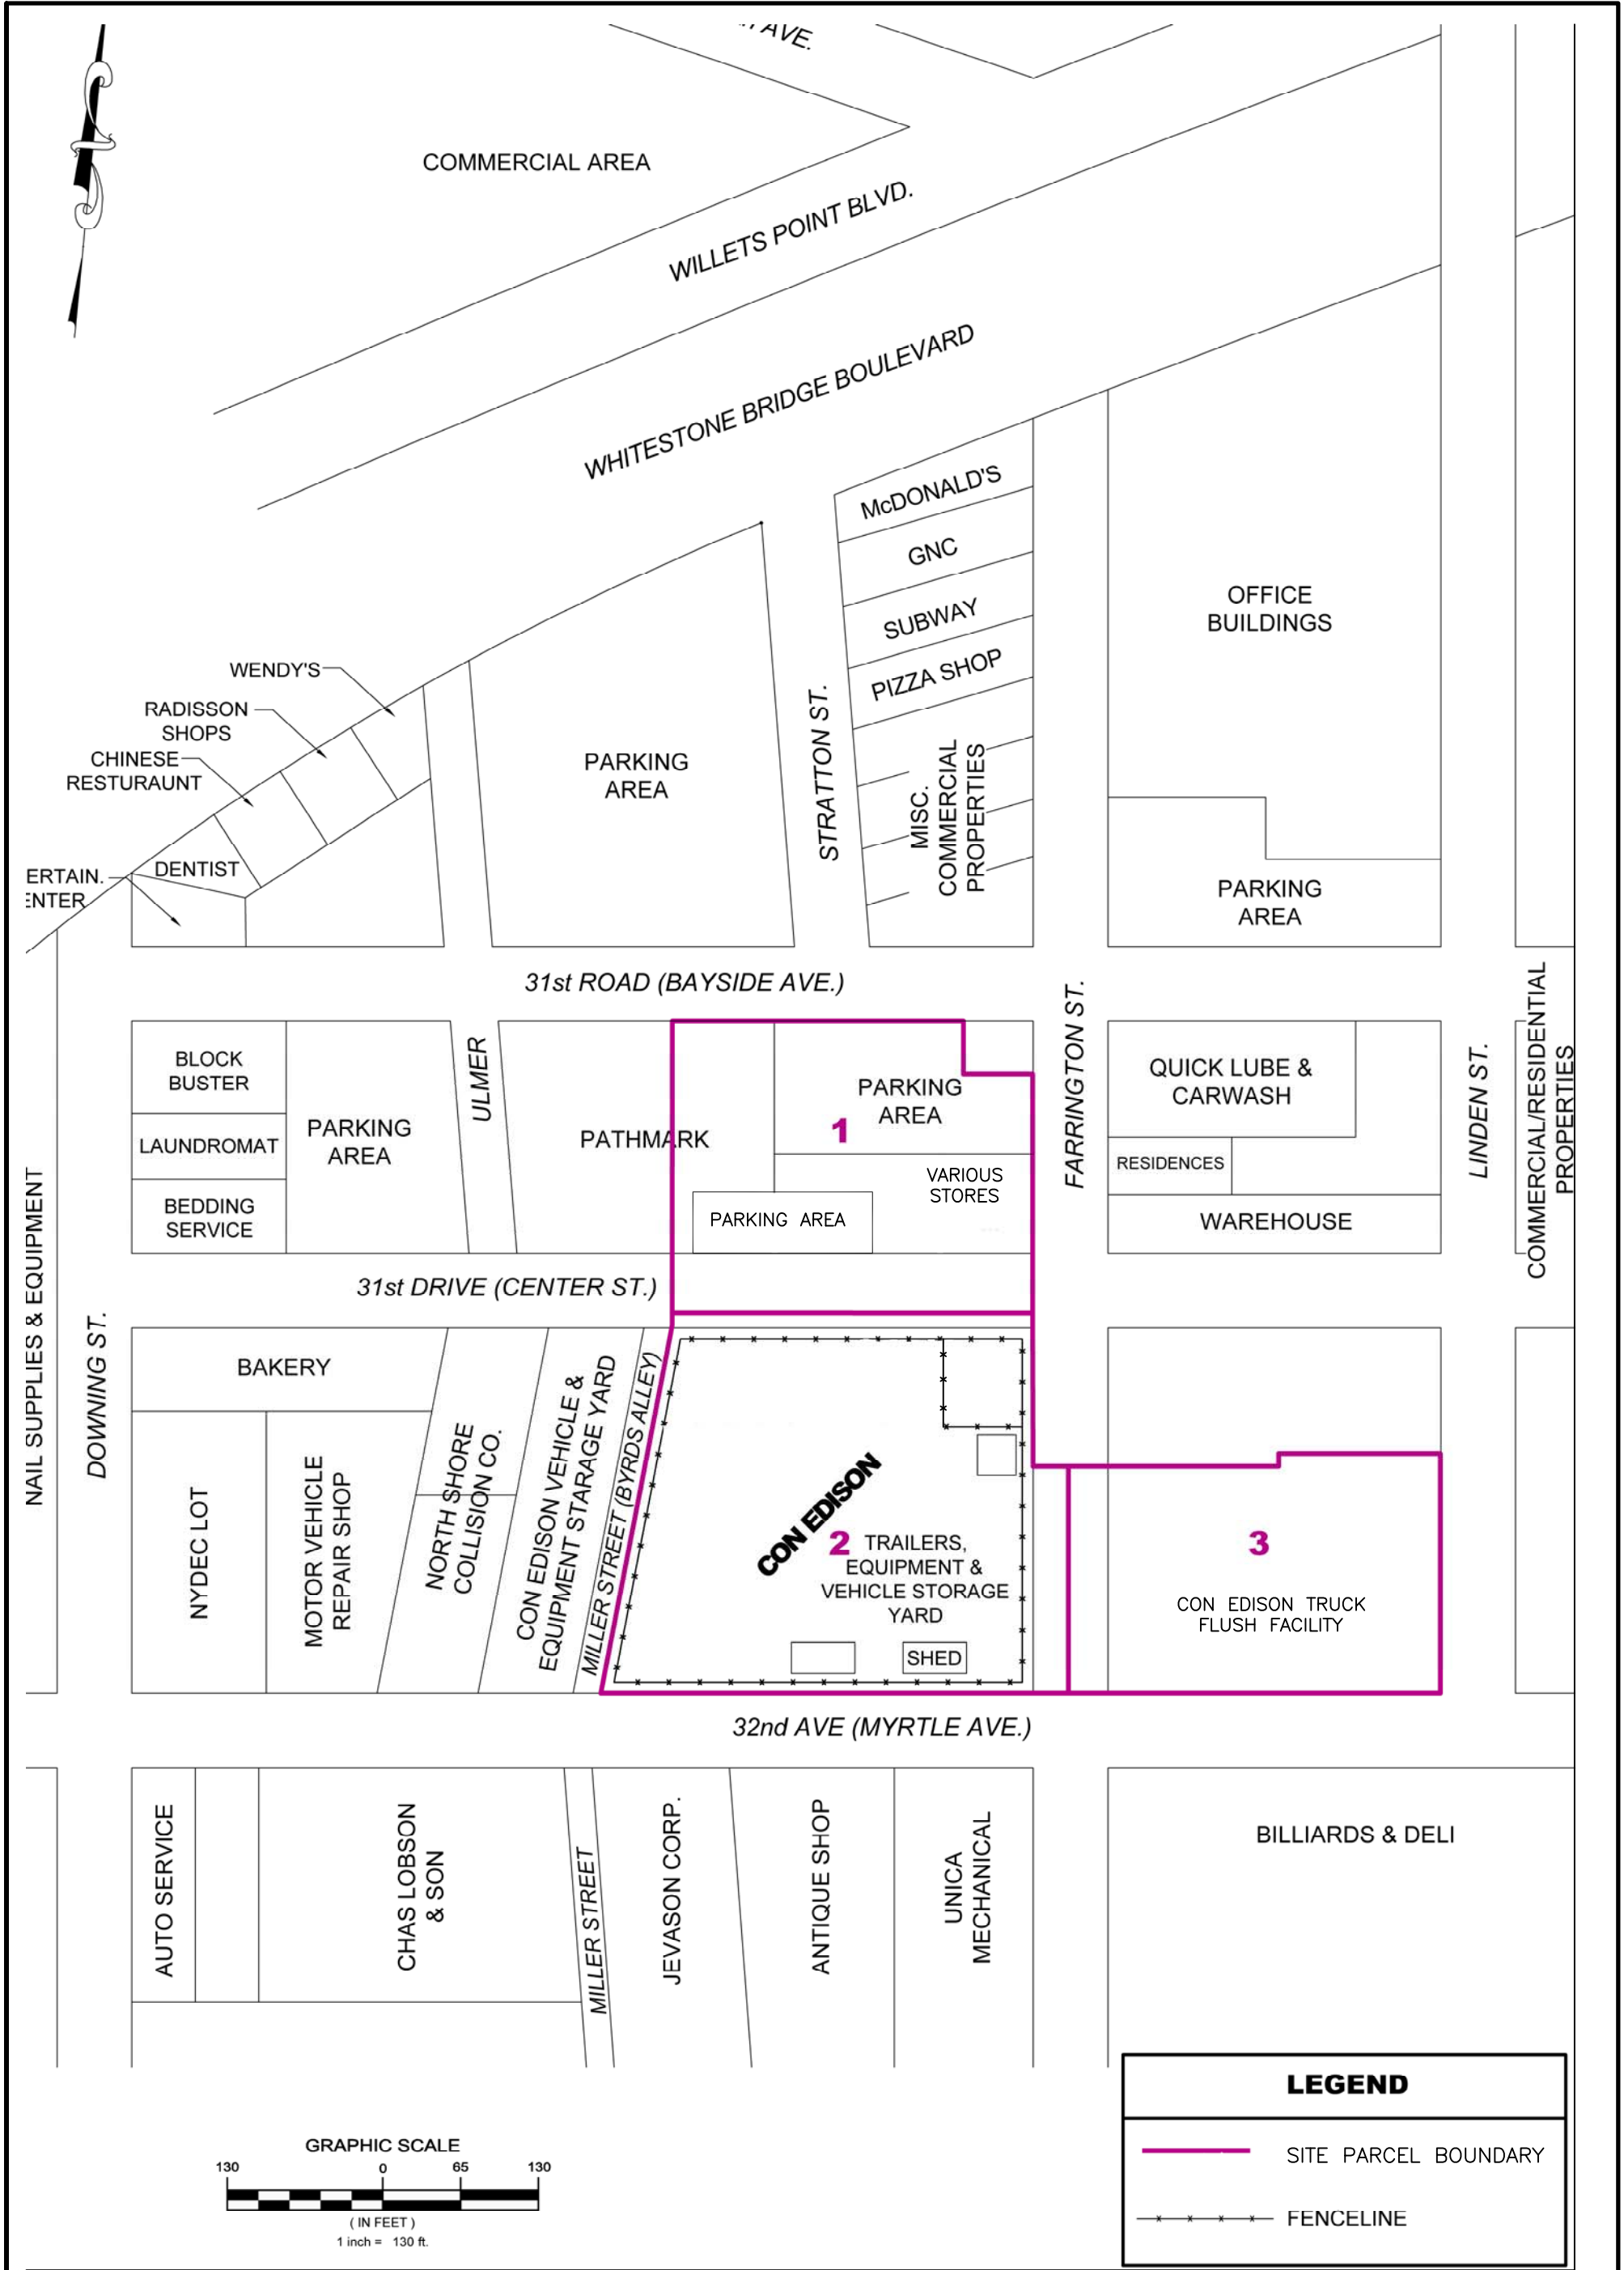 AVE.
COMMERCIAL AREA
WILLETS POINT BLVD.
WHITESTONE BRIDGE BOULEVARD
McDONALD'S
GNC
SUBWAY
PIZZA SHOP
MISC.
COMMERCIAL
PROPERTIES
OFFICE
BUILDINGS
WENDY'S
RADISSON
SHOPS
CHINESE
RESTURAUNT
DENTIST
ERTAIN.
ENTER
PARKING
AREA
STRATTON ST.
PARKING
AREA
31st ROAD (BAYSIDE AVE.)
BLOCK
BUSTER
LAUNDROMAT
BEDDING
SERVICE
PARKING
AREA
ULMER
PATHMARK
PARKING
AREA
1
VARIOUS
STORES
PARKING AREA
FARRINGTON ST.
QUICK LUBE &
CARWASH
RESIDENCES
WAREHOUSE
LINDEN ST.
COMMERCIAL/RESIDENTIAL
PROPERTIES
NAIL SUPPLIES & EQUIPMENT
DOWNING ST.
31st DRIVE (CENTER ST.)
BAKERY
NYDEC LOT
MOTOR VEHICLE
REPAIR SHOP
NORTH SHORE
COLLISION CO.
CON EDISON VEHICLE &
EQUIPMENT STARAGE YARD
MILLER STREET (BYRDS ALLEY)
CON EDISON
2
TRAILERS,
EQUIPMENT &
VEHICLE STORAGE
YARD
SHED
3
CON EDISON TRUCK
FLUSH FACILITY
32nd AVE (MYRTLE AVE.)
AUTO SERVICE
CHAS LOBSON
& SON
MILLER STREET
JEVASON CORP.
ANTIQUE SHOP
UNICA
MECHANICAL
BILLIARDS & DELI
GRAPHIC SCALE
130 0 65 130
( IN FEET )
1 inch = 130 ft.
LEGEND
SITE PARCEL BOUNDARY
FENCELINE